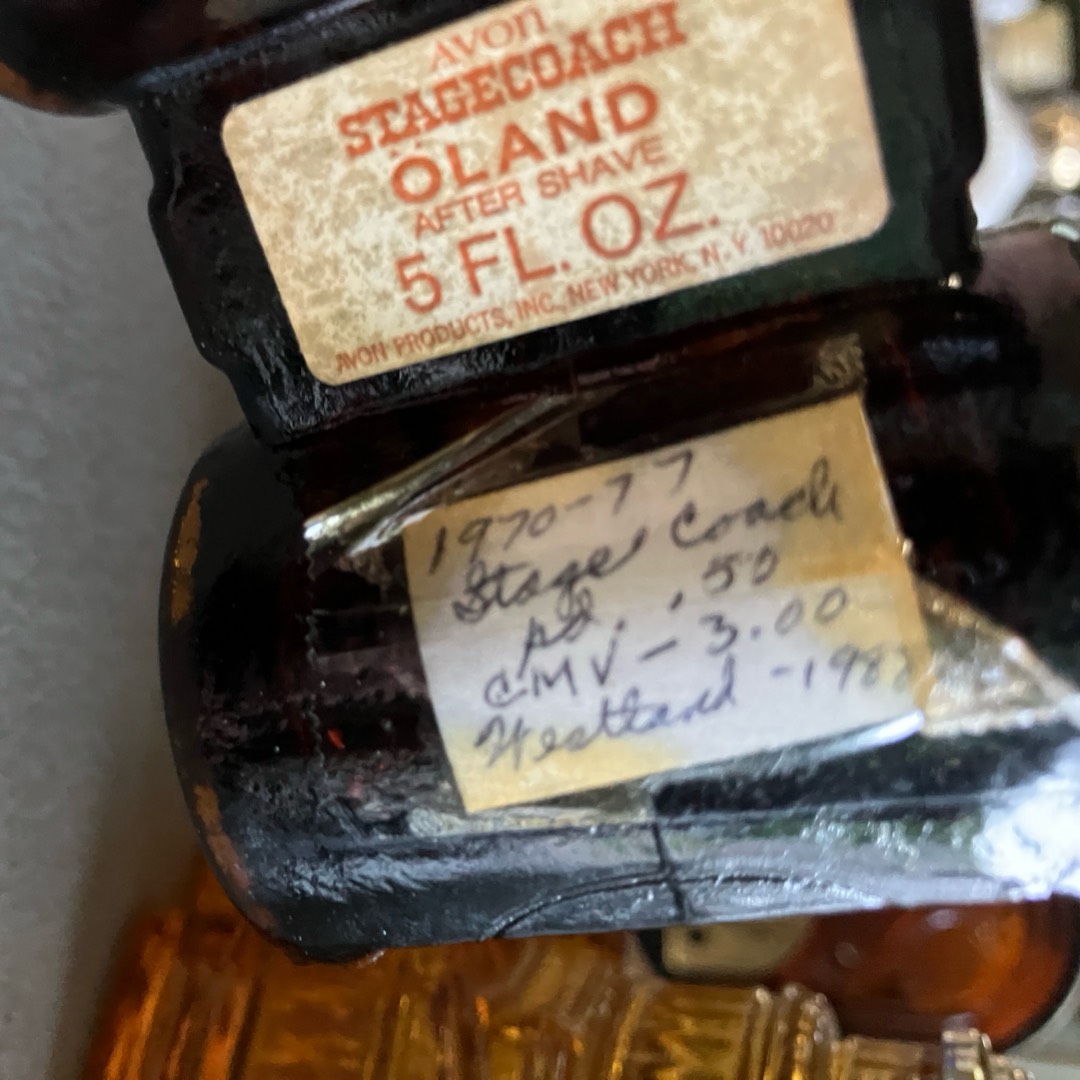 AVON
STAGECOACH
ÖLAND
AFTER SHAVE
5 FL. OZ.
AVON PRODUCTS, INC., NEW YORK, N.Y. 10020
1970-77
Stage Coach
pd. .50
CMV - 3.00
Westland